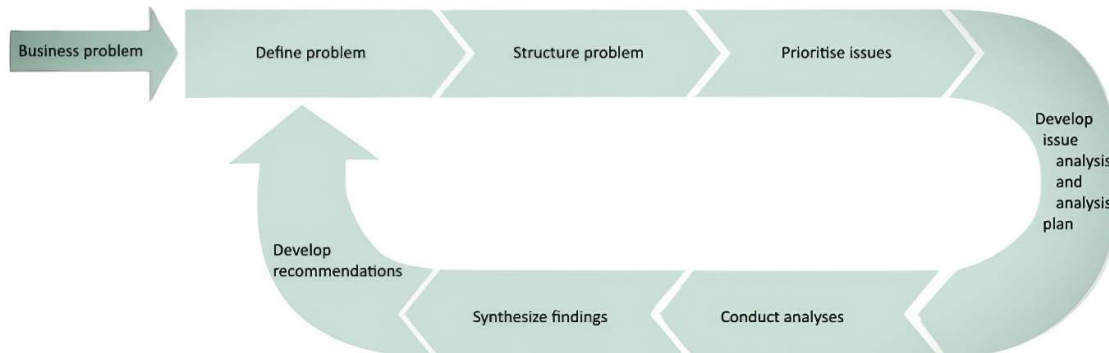 Business problem
Define problem
Structure problem
Prioritise issues
Develop
issue
analysis
and
analysis
plan
Conduct analyses
Synthesize findings
Develop
recommendations